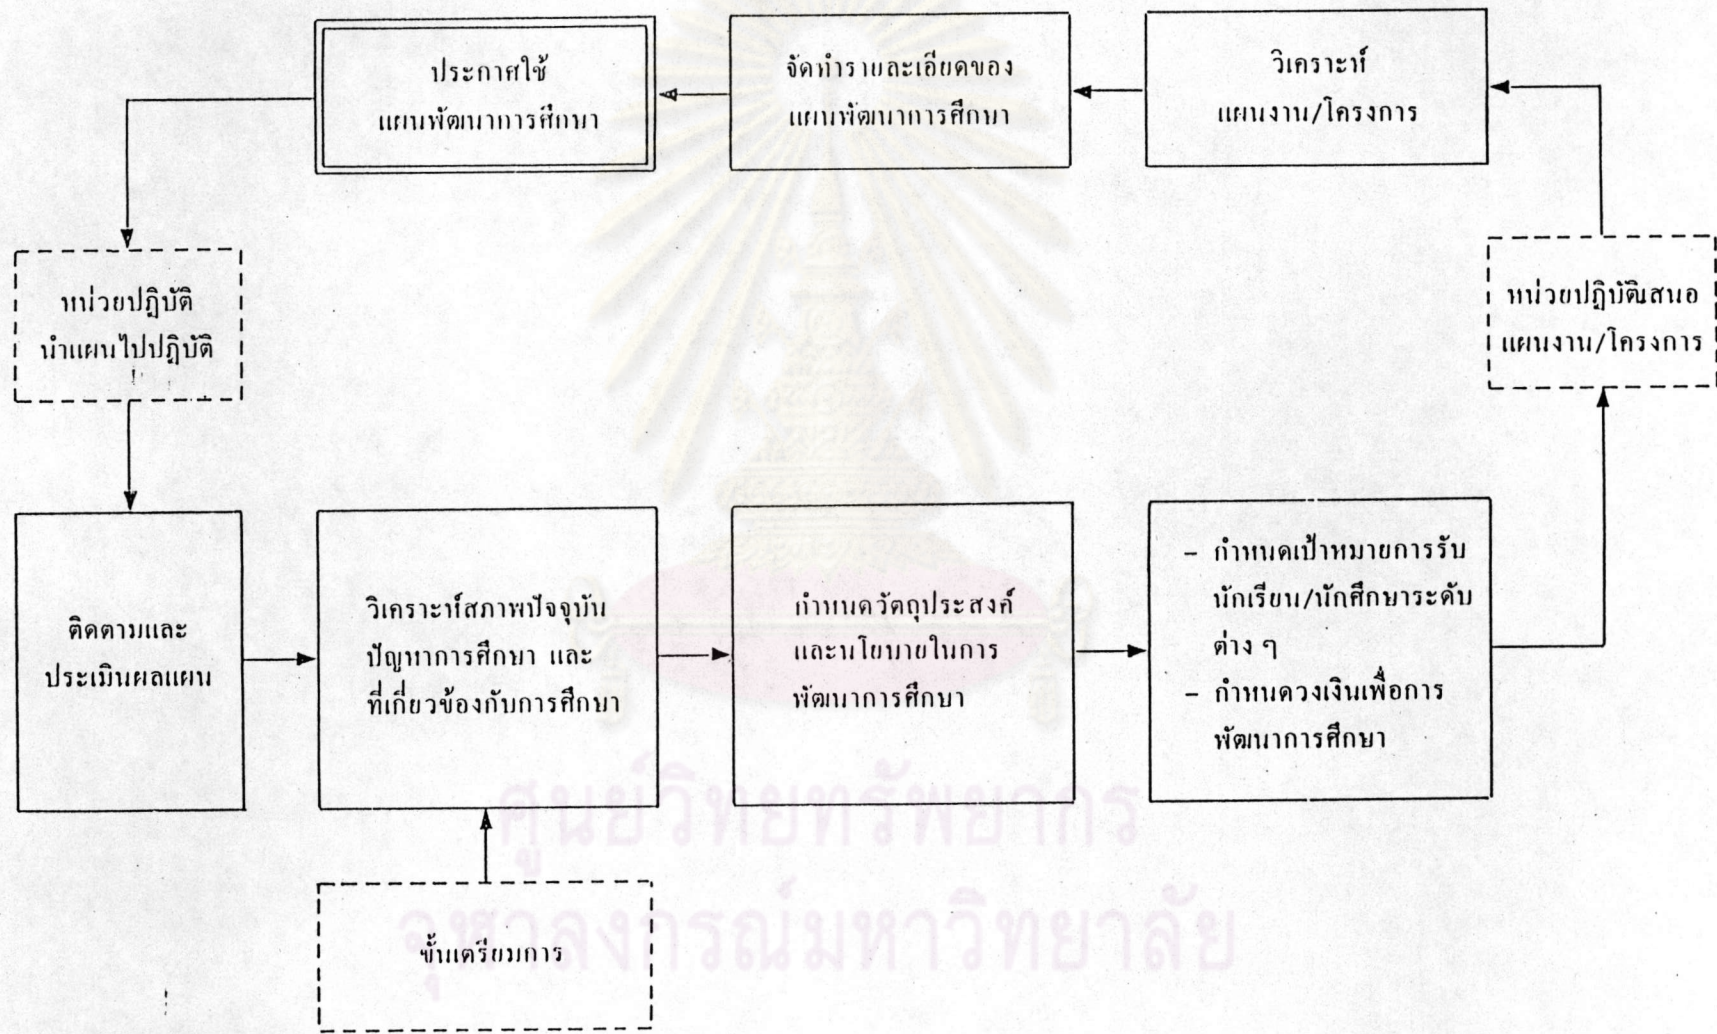 ประกาศใช้
แผนพัฒนาการศึกษา
จัดทำรายละเอียดของ
แผนพัฒนาการศึกษา
วิเคราะห์
แผนงาน/โครงการ
หน่วยปฏิบัติ
นำแผนไปปฏิบัติ
หน่วยปฏิบัติเสนอ
แผนงาน/โครงการ
ติดตามและ
ประเมินผลแผน
วิเคราะห์สภาพปัจจุบัน
ปัญหาการศึกษา และ
ที่เกี่ยวข้องกับการศึกษา
กำหนดวัตถุประสงค์
และนโยบายในการ
พัฒนาการศึกษา
- กำหนดเป้าหมายการรับ
นักเรียน/นักศึกษาระดับ
ต่าง ๆ
- กำหนดวงเงินเพื่อการ
พัฒนาการศึกษา
ขั้นเตรียมการ
ศูนย์วิทยทรัพยากร
จุฬาลงกรณ์มหาวิทยาลัย